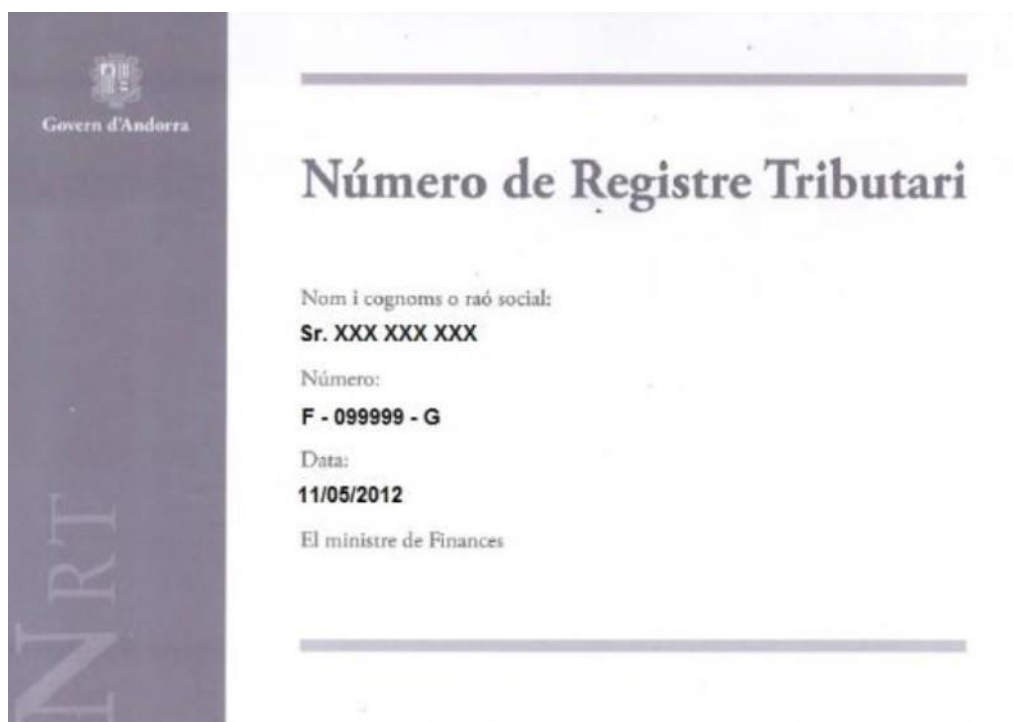 Govern d'Andorra
Número de Registre Tributari
Nom i cognoms o raó social:
Sr. XXX XXX XXX
Número:
F - 099999 - G
Data:
11/05/2012
El ministre de Finances
NRT